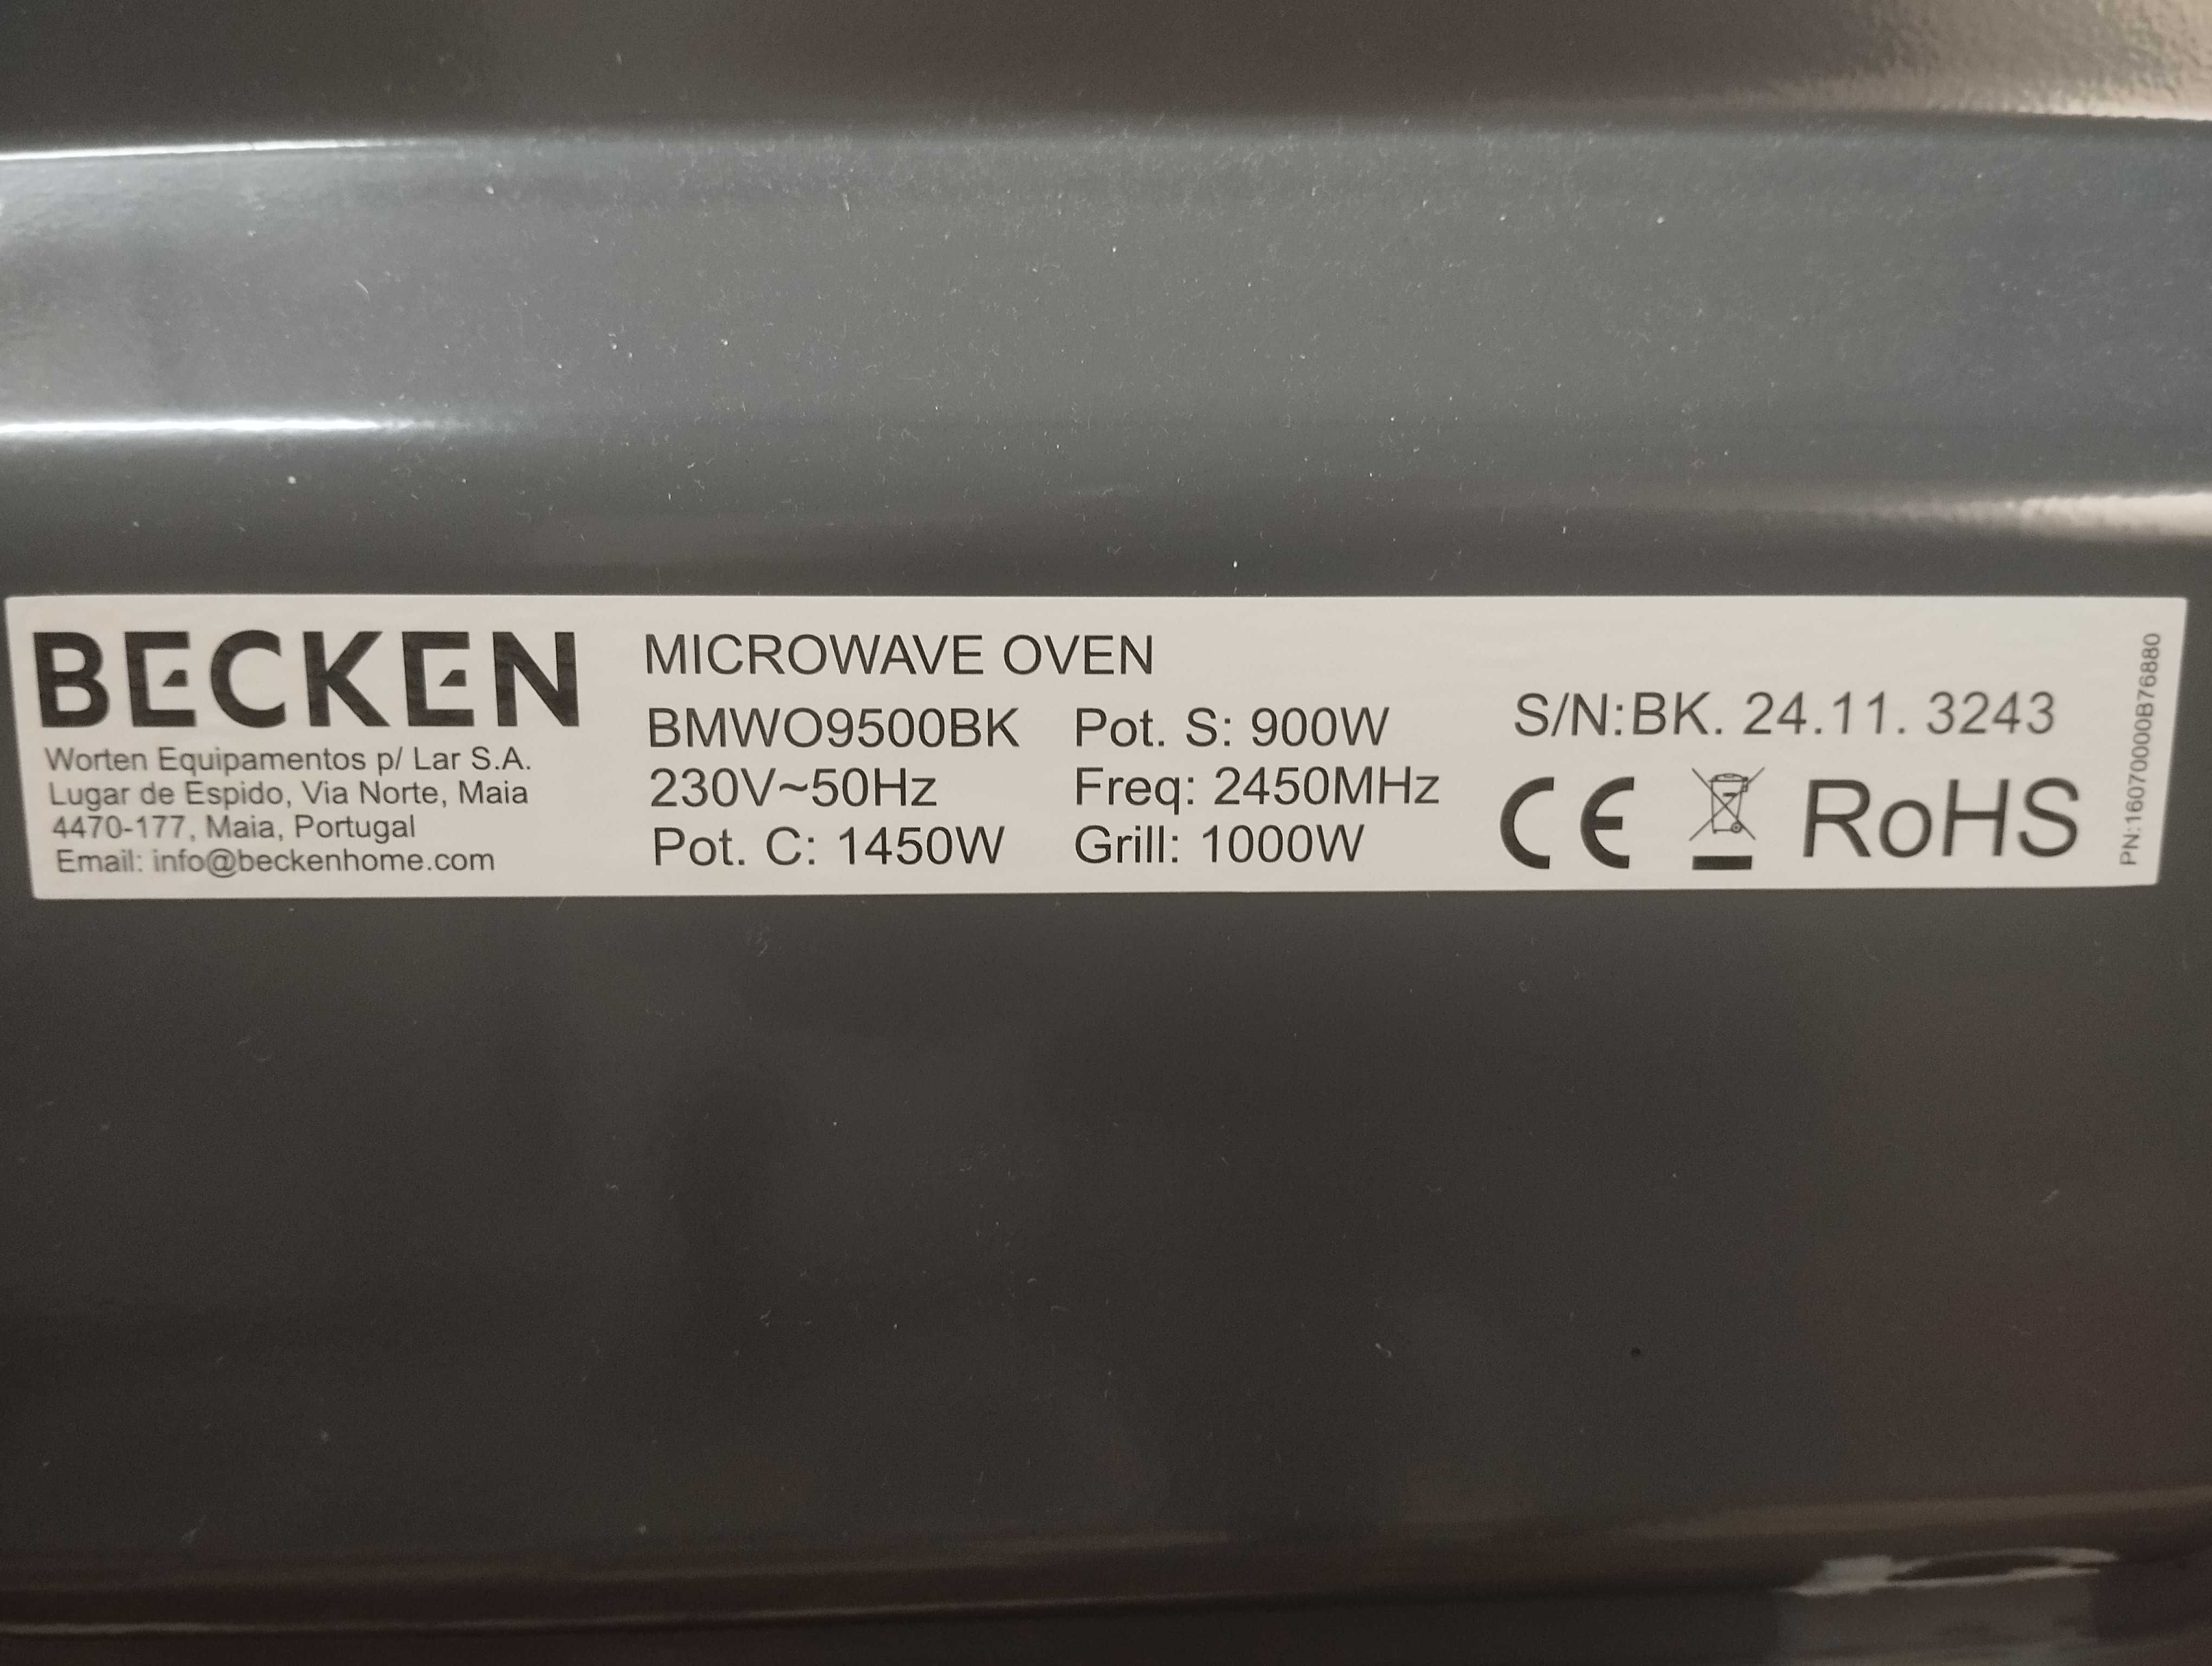 BECKEN
Worten Equipamentos p/ Lar S.A.
Lugar de Espido, Via Norte, Maia
4470-177, Maia, Portugal
Email: info@beckenhome.com
MICROWAVE OVEN
BMWO9500BK Pot. S: 900W
230V~50Hz Freq: 2450MHz
Pot. C: 1450W Grill: 1000W
S/N:BK. 24.11. 3243
CE RoHS
PN:16070000B76880